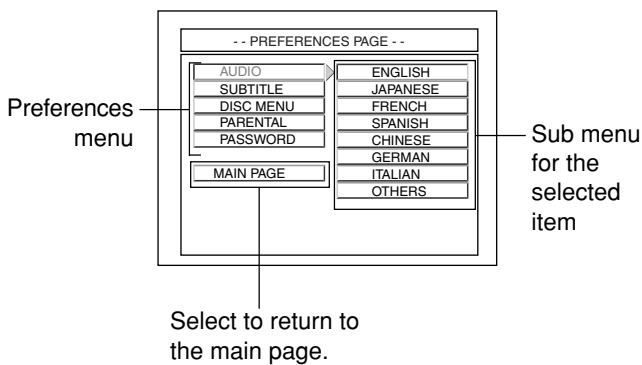 - - PREFERENCES PAGE - -
AUDIO
SUBTITLE
DISC MENU
PARENTAL
PASSWORD
MAIN PAGE
ENGLISH
JAPANESE
FRENCH
SPANISH
CHINESE
GERMAN
ITALIAN
OTHERS
Preferences
menu
Sub menu
for the
selected
item
Select to return to
the main page.